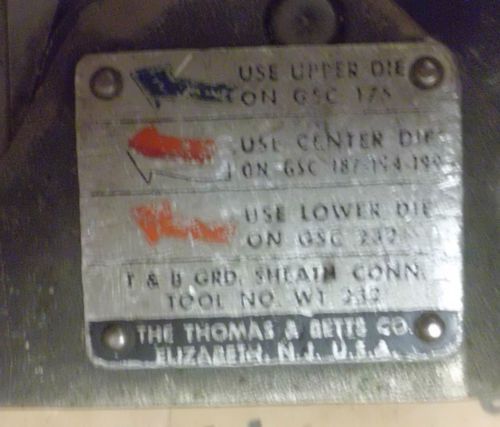 USE UPPER DIE
ON GSC 175
USE CENTER DIE
ON GSC 187-194-199
USE LOWER DIE
ON GSC 232
T & B GRD. SHEATH CONN.
TOOL NO. WT 232
THE THOMAS & BETTS CO.
ELIZABETH, N.J. U.S.A.